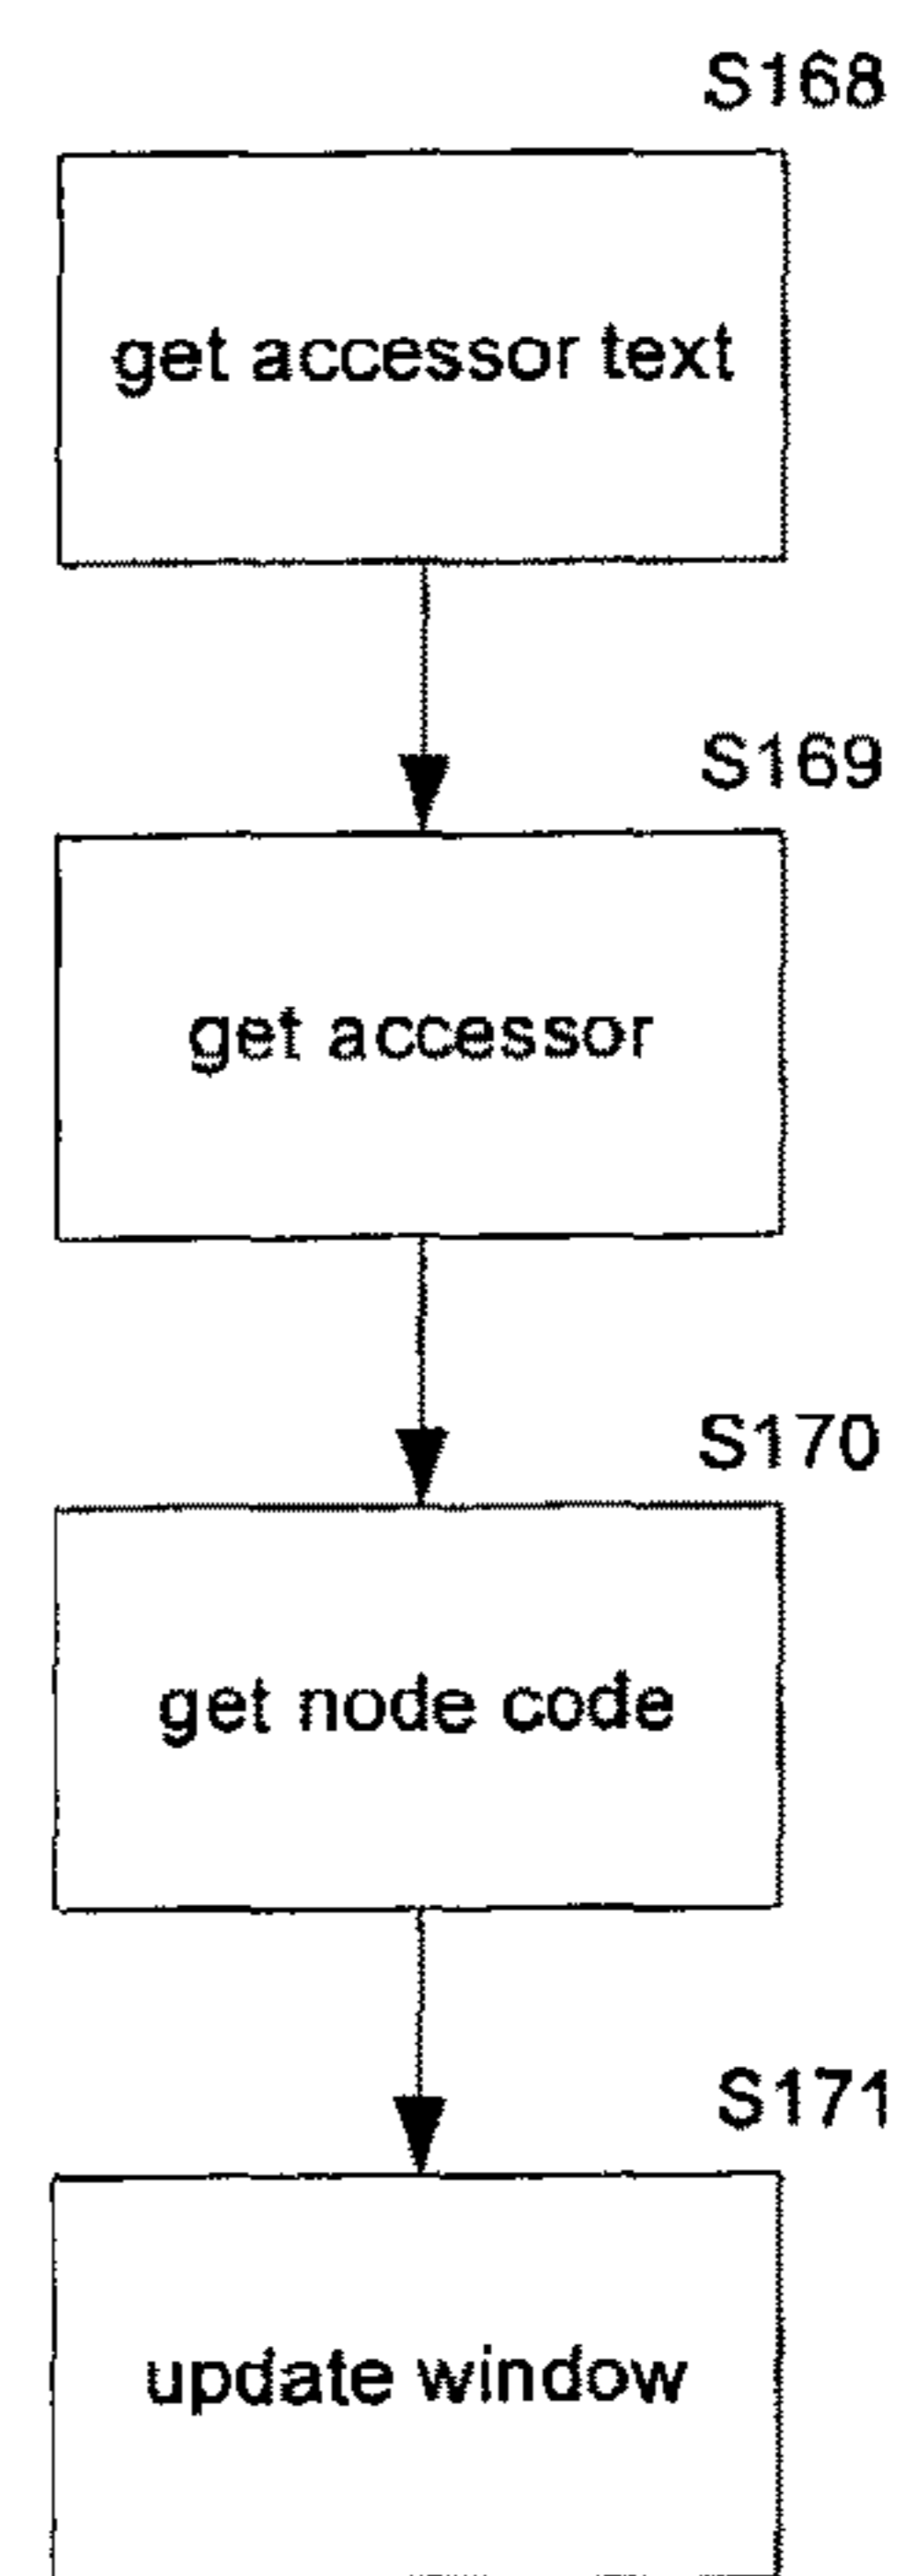 S168
get accessor text
S169
get accessor
S170
get node code
S171
update window